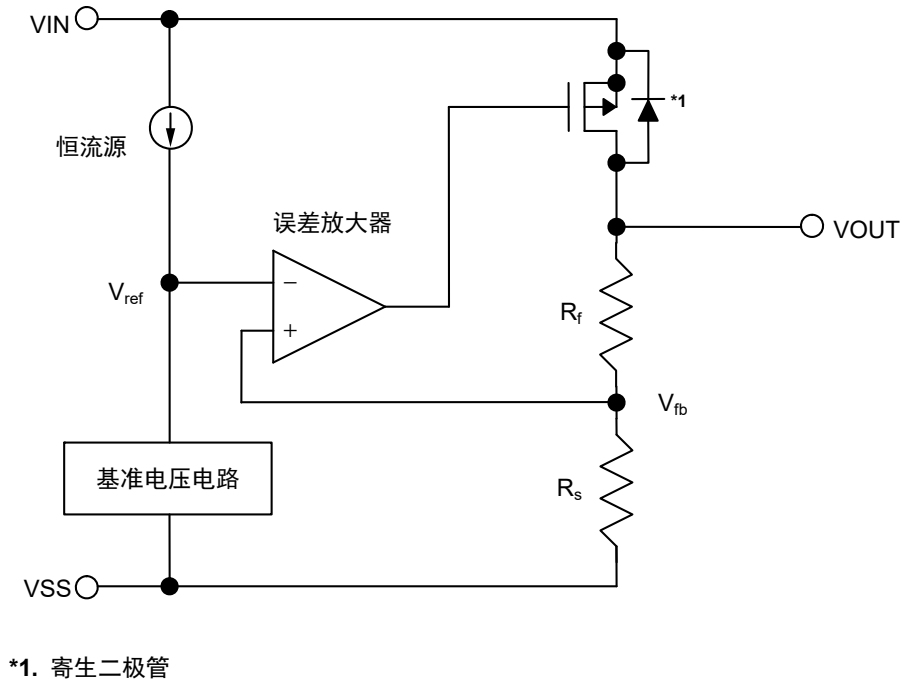 VIN
*1
恒流源
误差放大器
VOUT
Vref
−
+
Rf
Vfb
基准电压电路
Rs
VSS
*1. 寄生二极管